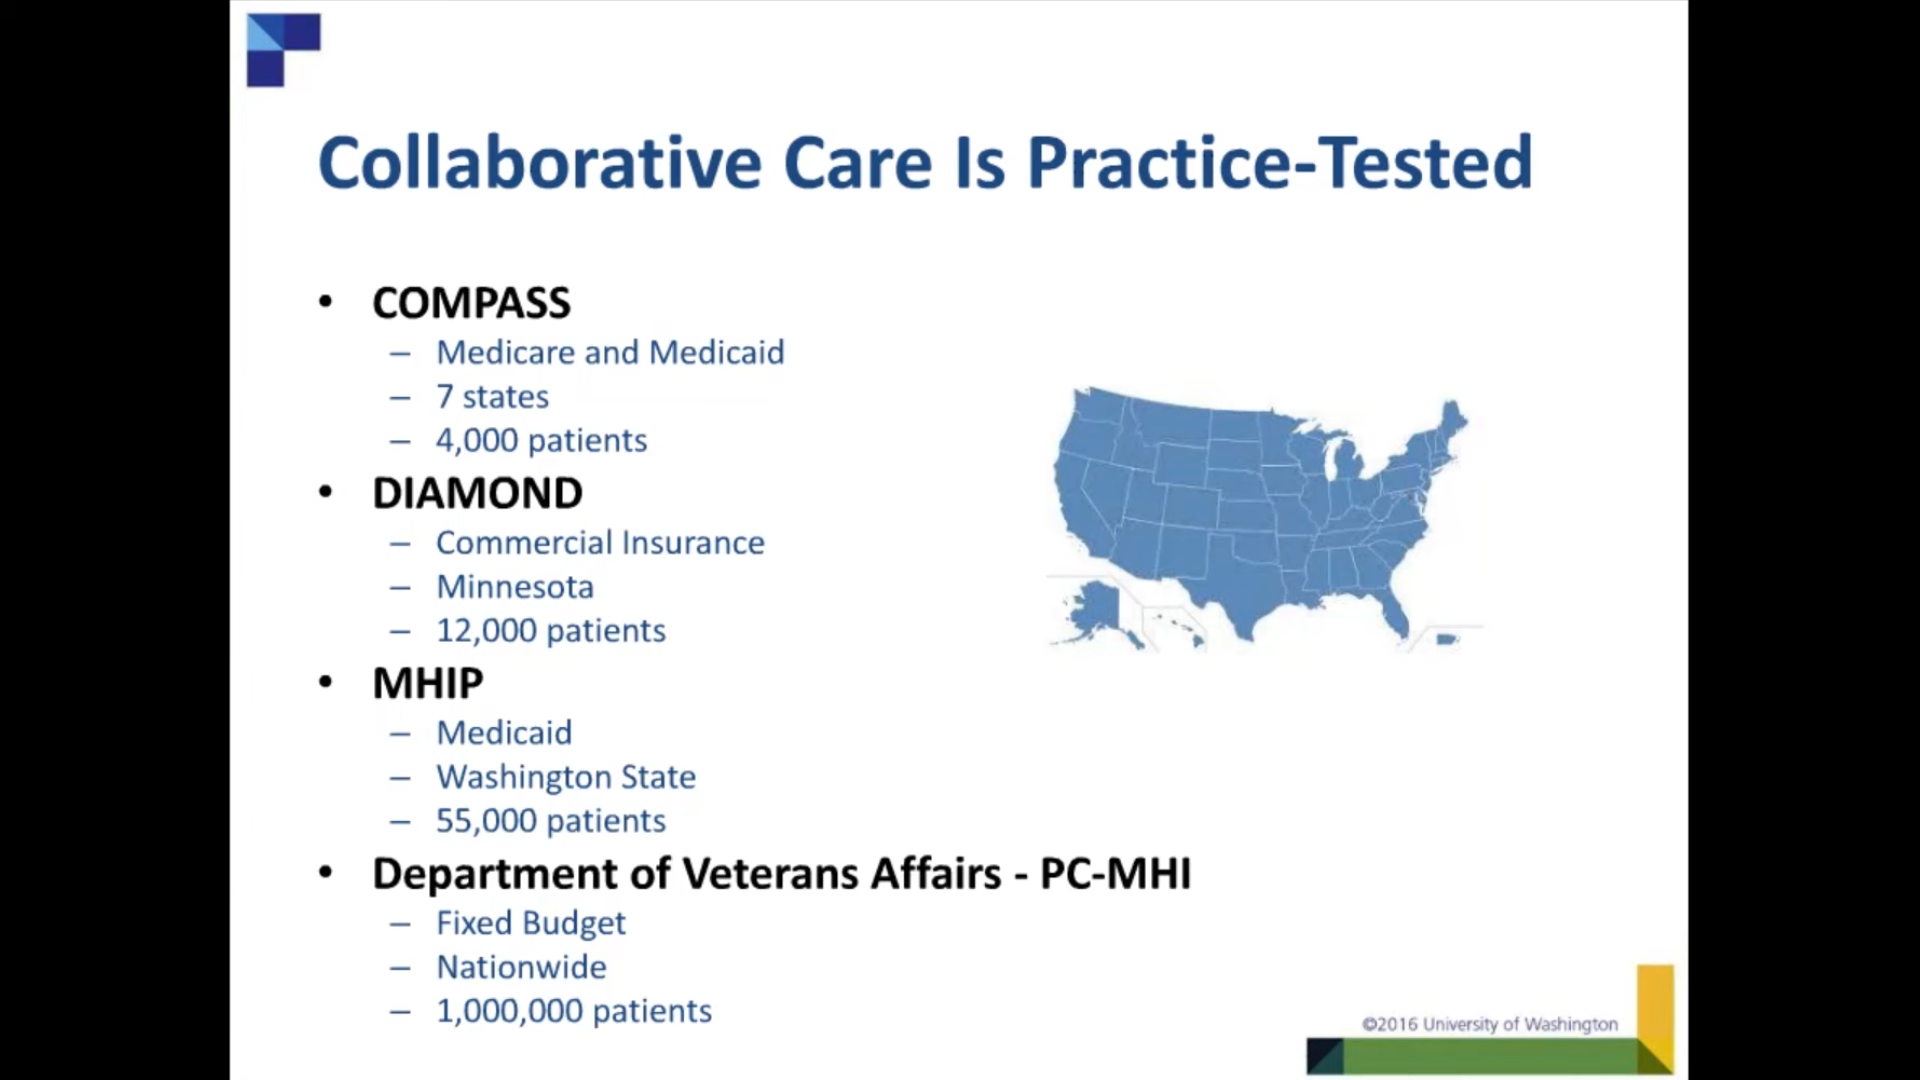 Collaborative Care Is Practice-Tested
• COMPASS
– Medicare and Medicaid
– 7 states
– 4,000 patients
• DIAMOND
– Commercial Insurance
– Minnesota
– 12,000 patients
• MHIP
– Medicaid
– Washington State
– 55,000 patients
• Department of Veterans Affairs - PC-MHI
– Fixed Budget
– Nationwide
– 1,000,000 patients
©2016 University of Washington